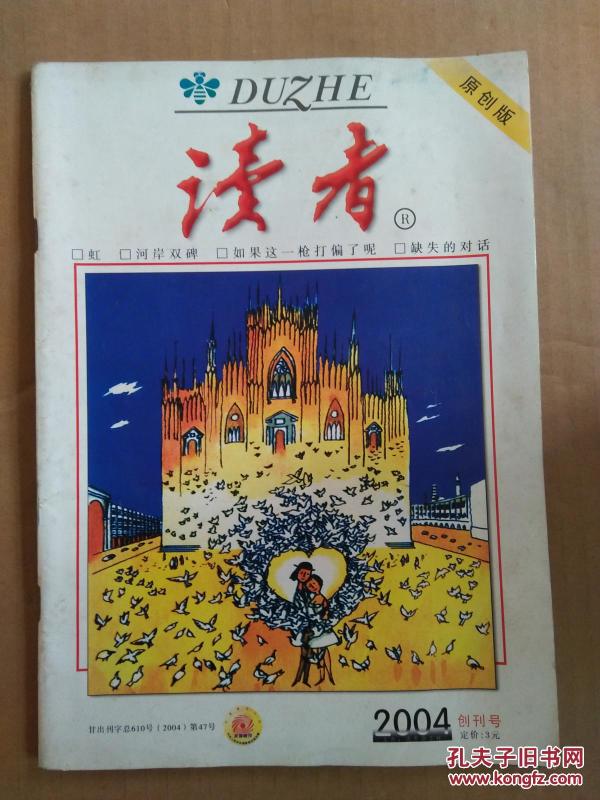 DUZHE
原创版
读者
®
□虹 □河岸双碑 □如果这一枪打偏了呢 □缺失的对话
甘出刊字总610号(2004)第47号
2004 创刊号
定价:3元
孔夫子旧书网
www.kongfz.com